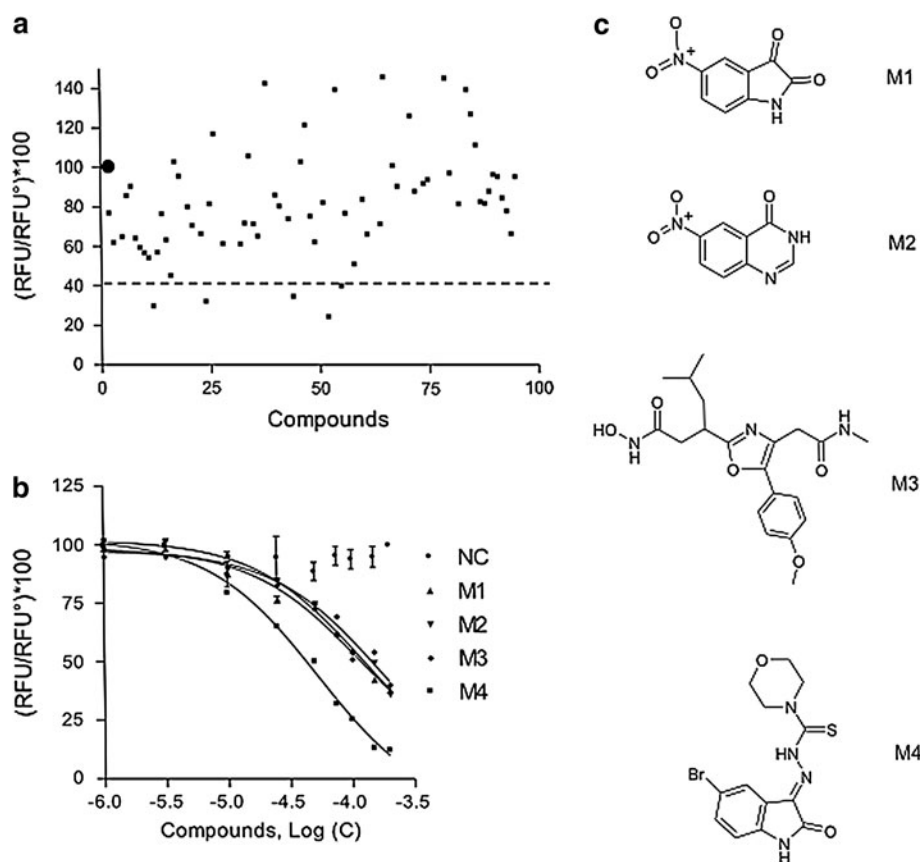 a
(RFU/RFU°)*100
140
120
100
80
60
40
20
0
0 25 50 75 100
Compounds
b
(RFU/RFU°)*100
125
100
75
50
25
0
-6.0 -5.5 -5.0 -4.5 -4.0 -3.5
Compounds, Log (C)
NC
M1
M2
M3
M4
c
O
O
N+
O
O
NH
M1
O
O
N+
O
NH
N
M2
O
HO
N
H
N
O
H
N
O
O
M3
O
N
S
HN
N
Br
O
N
H
M4